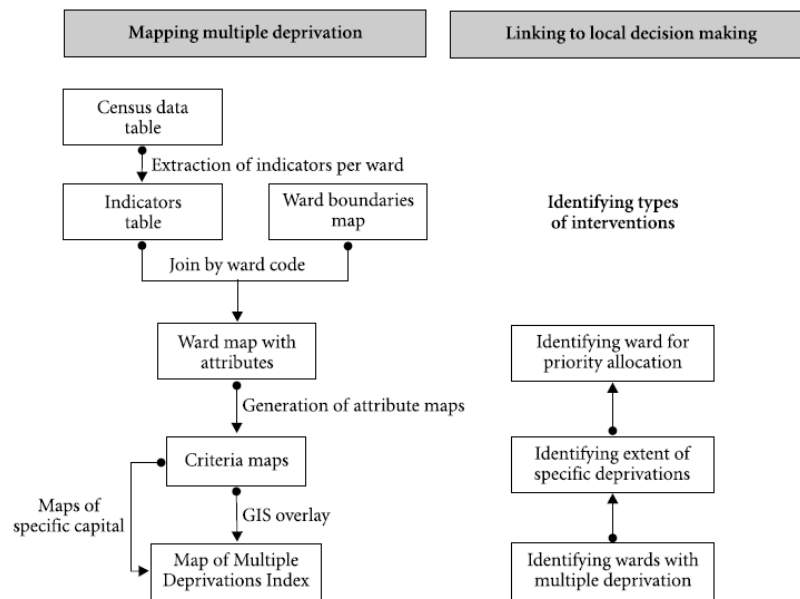 Mapping multiple deprivation
Linking to local decision making
Census data
table
Extraction of indicators per ward
Indicators
table
Ward boundaries
map
Identifying types
of interventions
Join by ward code
Ward map with
attributes
Identifying ward for
priority allocation
Generation of attribute maps
Criteria maps
Identifying extent of
specific deprivations
Maps of
specific capital
GIS overlay
Map of Multiple
Deprivations Index
Identifying wards with
multiple deprivation